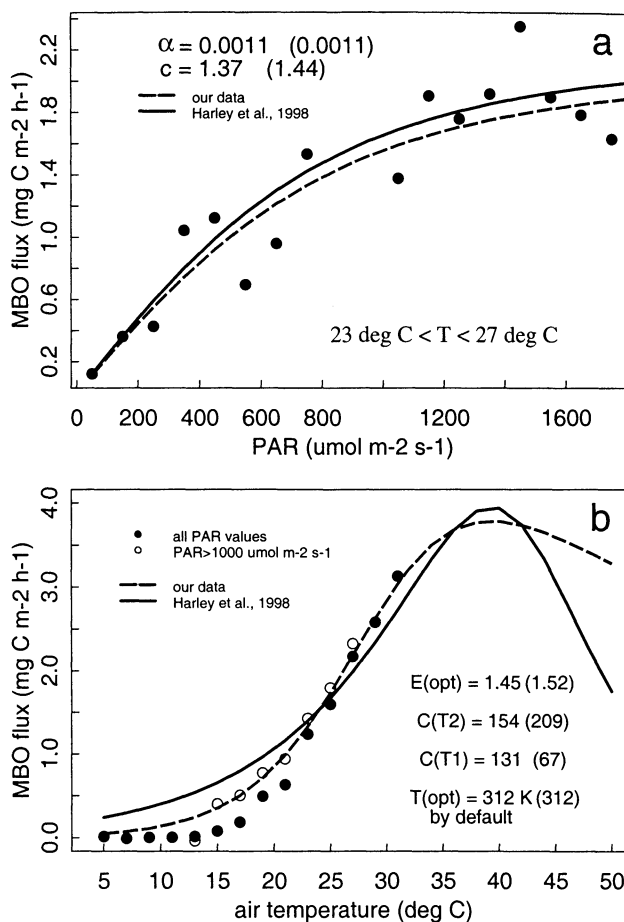 a
α = 0.0011 (0.0011)
c = 1.37 (1.44)
our data
Harley et al., 1998
23 deg C < T < 27 deg C
MBO flux (mg C m-2 h-1)
0.2 0.6 1.0 1.4 1.8 2.2
0 200 400 600 800 1200 1600
PAR (umol m-2 s-1)
b
all PAR values
PAR>1000 umol m-2 s-1
our data
Harley et al., 1998
E(opt) = 1.45 (1.52)
C(T2) = 154 (209)
C(T1) = 131 (67)
T(opt) = 312 K (312)
by default
MBO flux (mg C m-2 h-1)
0.0 1.0 2.0 3.0 4.0
5 10 15 20 25 30 35 40 45 50
air temperature (deg C)